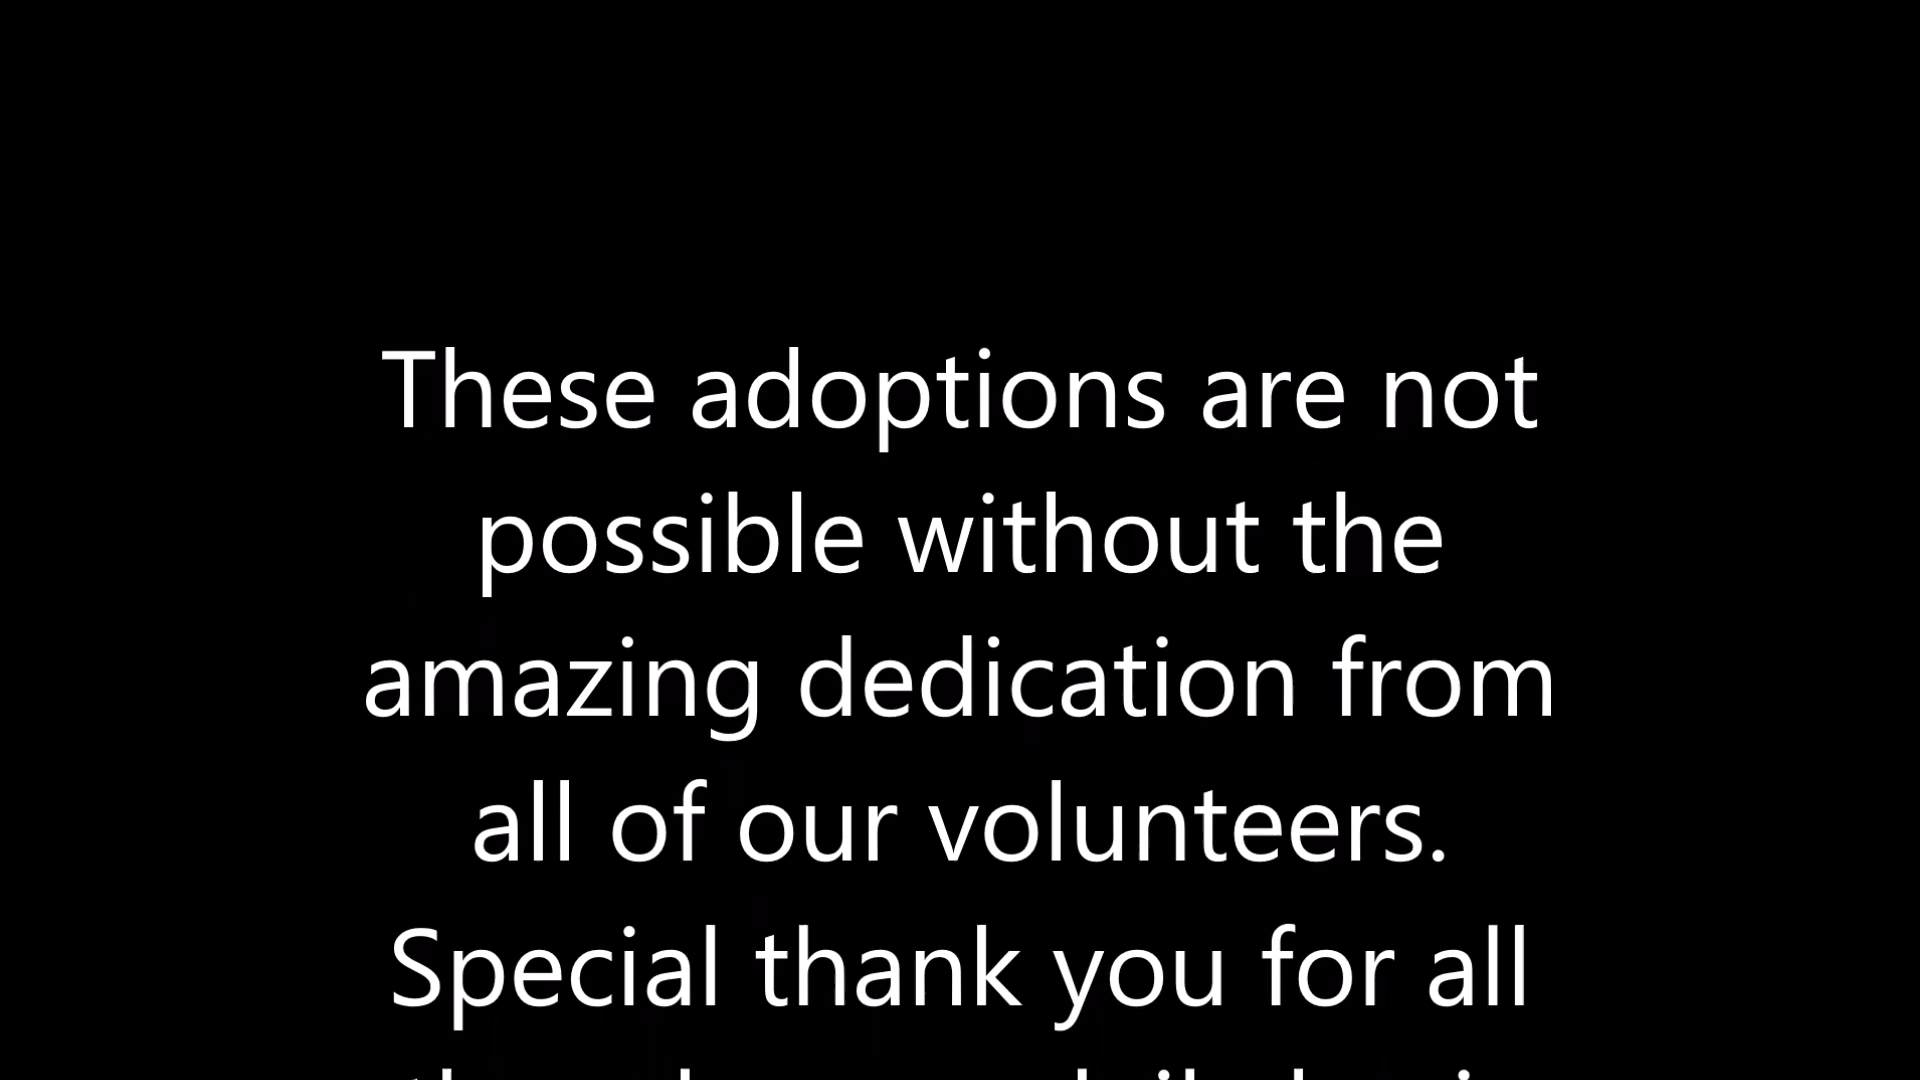 These adoptions are not
possible without the
amazing dedication from
all of our volunteers.
Special thank you for all